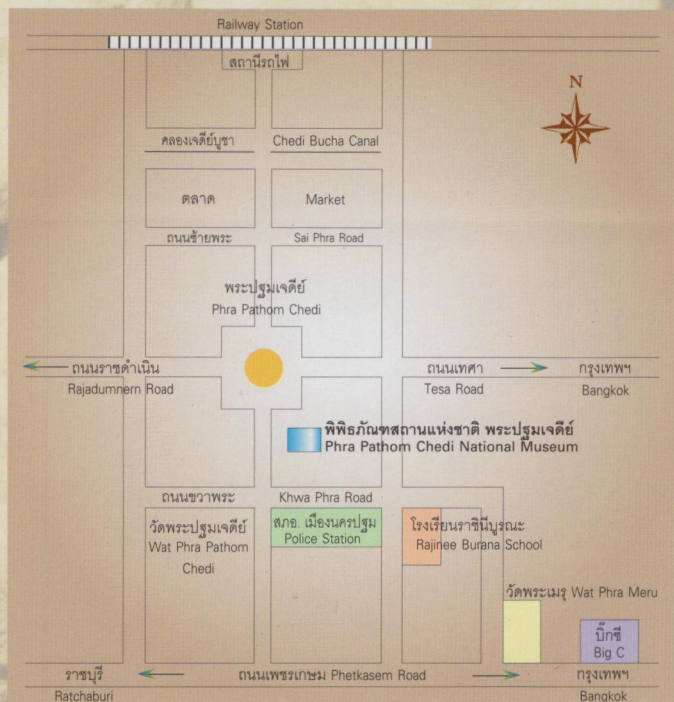 Railway Station
สถานีรถไฟ
N
คลองเจดีย์บูชา
Chedi Bucha Canal
ตลาด
Market
ถนนซ้ายพระ
Sai Phra Road
พระปฐมเจดีย์
Phra Pathom Chedi
ถนนราชดำเนิน
Rajadumnern Road
ถนนเทศา
Tesa Road
กรุงเทพฯ
Bangkok
พิพิธภัณฑสถานแห่งชาติ พระปฐมเจดีย์
Phra Pathom Chedi National Museum
ถนนขวาพระ
Khwa Phra Road
วัดพระปฐมเจดีย์
Wat Phra Pathom
Chedi
สภอ. เมืองนครปฐม
Police Station
โรงเรียนราชินีบูรณะ
Rajinee Burana School
วัดพระเมรุ Wat Phra Meru
บิ๊กซี
Big C
ราชบุรี
Ratchaburi
ถนนเพชรเกษม Phetkasem Road
กรุงเทพฯ
Bangkok